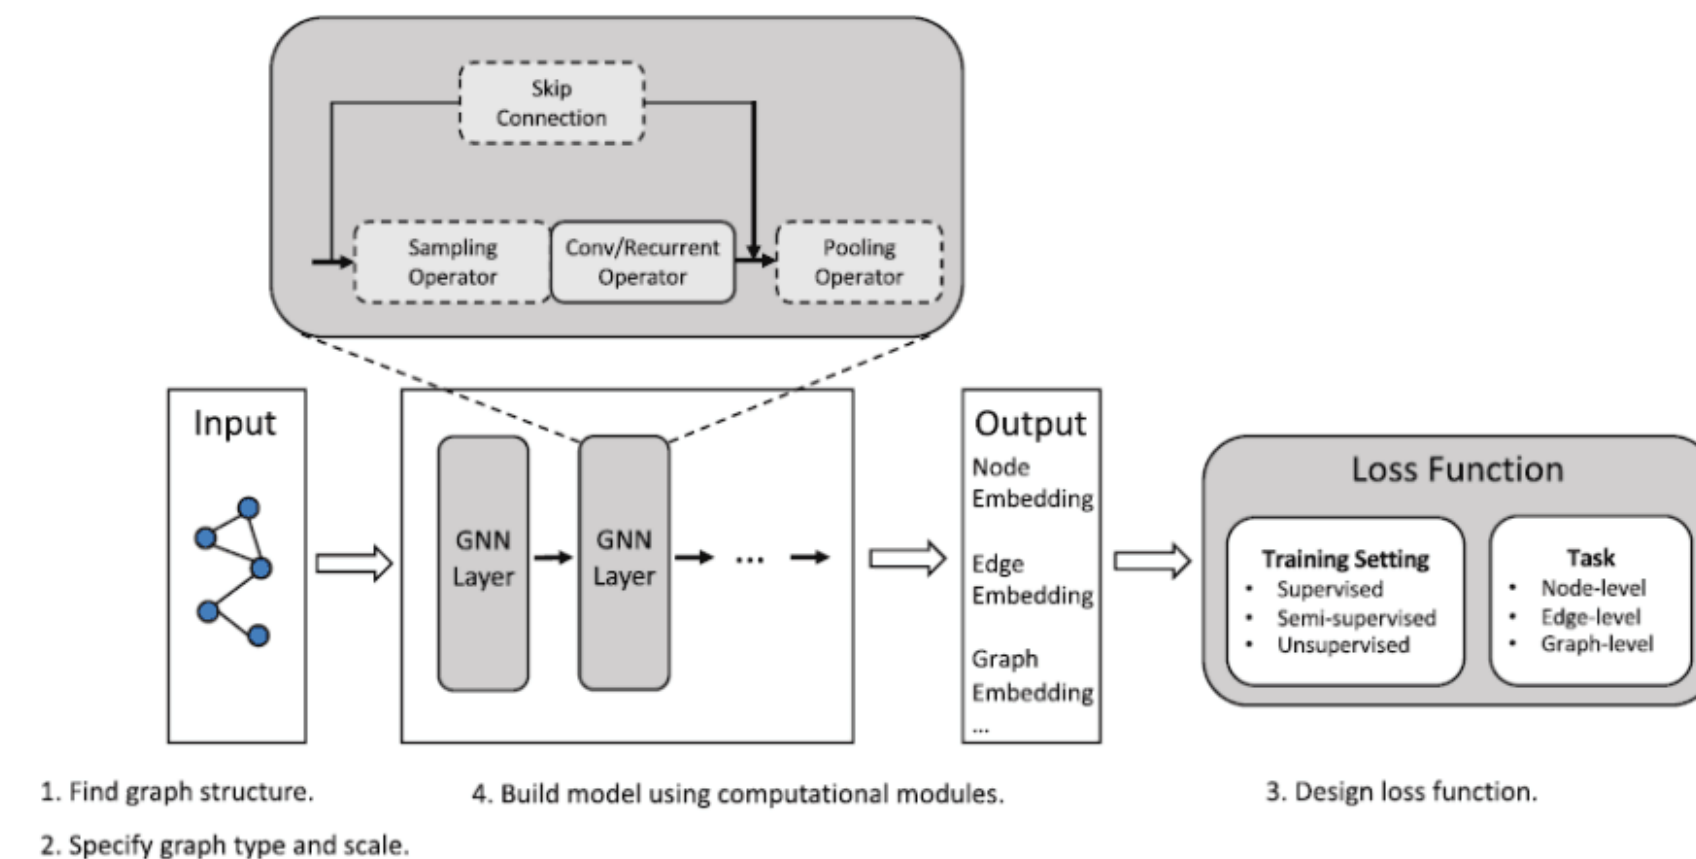 Skip
Connection
Sampling
Operator
Conv/Recurrent
Operator
Pooling
Operator
Input
GNN
Layer
GNN
Layer
...
Output
Node
Embedding
Edge
Embedding
Graph
Embedding
...
Loss Function
Training Setting
• Supervised
• Semi-supervised
• Unsupervised
Task
• Node-level
• Edge-level
• Graph-level
1. Find graph structure.
2. Specify graph type and scale.
4. Build model using computational modules.
3. Design loss function.